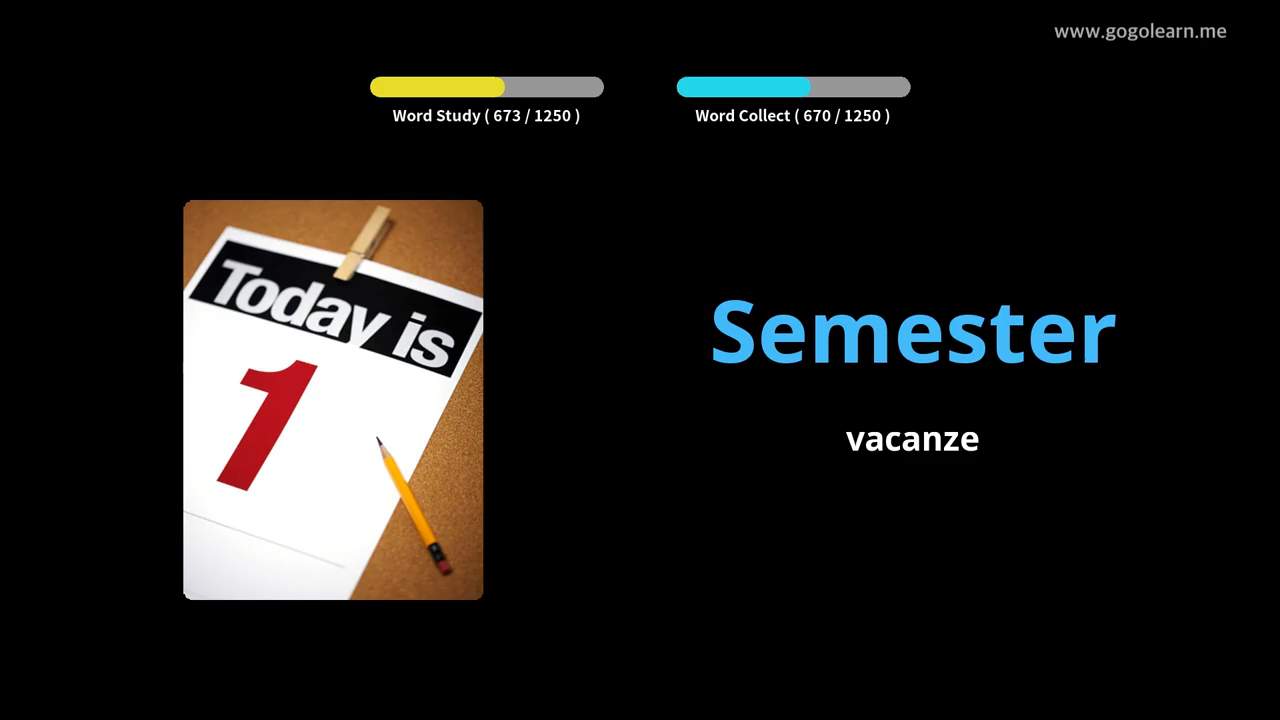 www.gogolearn.me
Word Study ( 673 / 1250 )
Word Collect ( 670 / 1250 )
Today is
1
Semester
vacanze